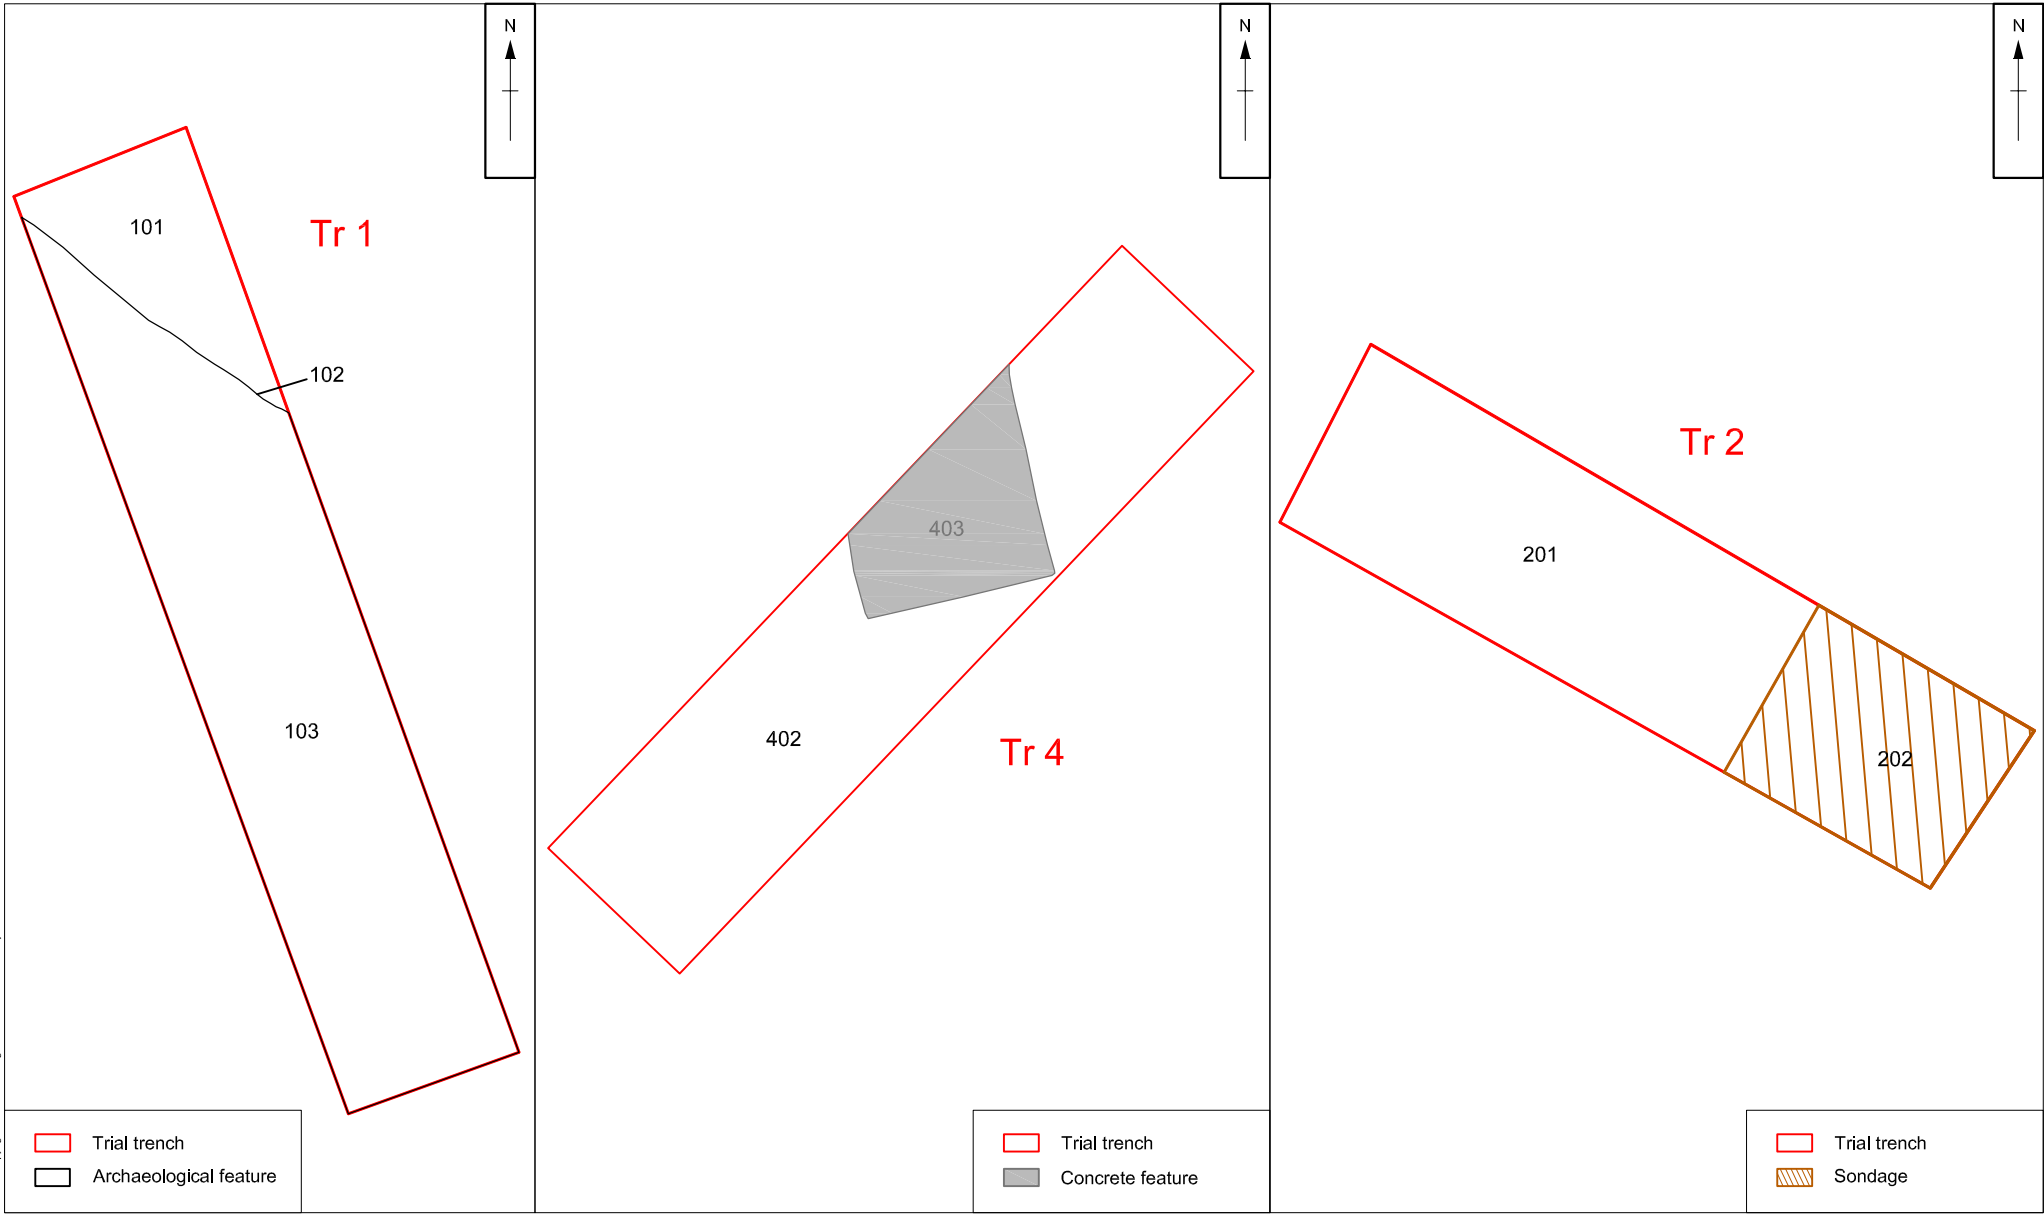 N
101
Tr 1
102
103
Trial trench
Archaeological feature
N
403
402
Tr 4
Trial trench
Concrete feature
N
Tr 2
201
202
Trial trench
Sondage